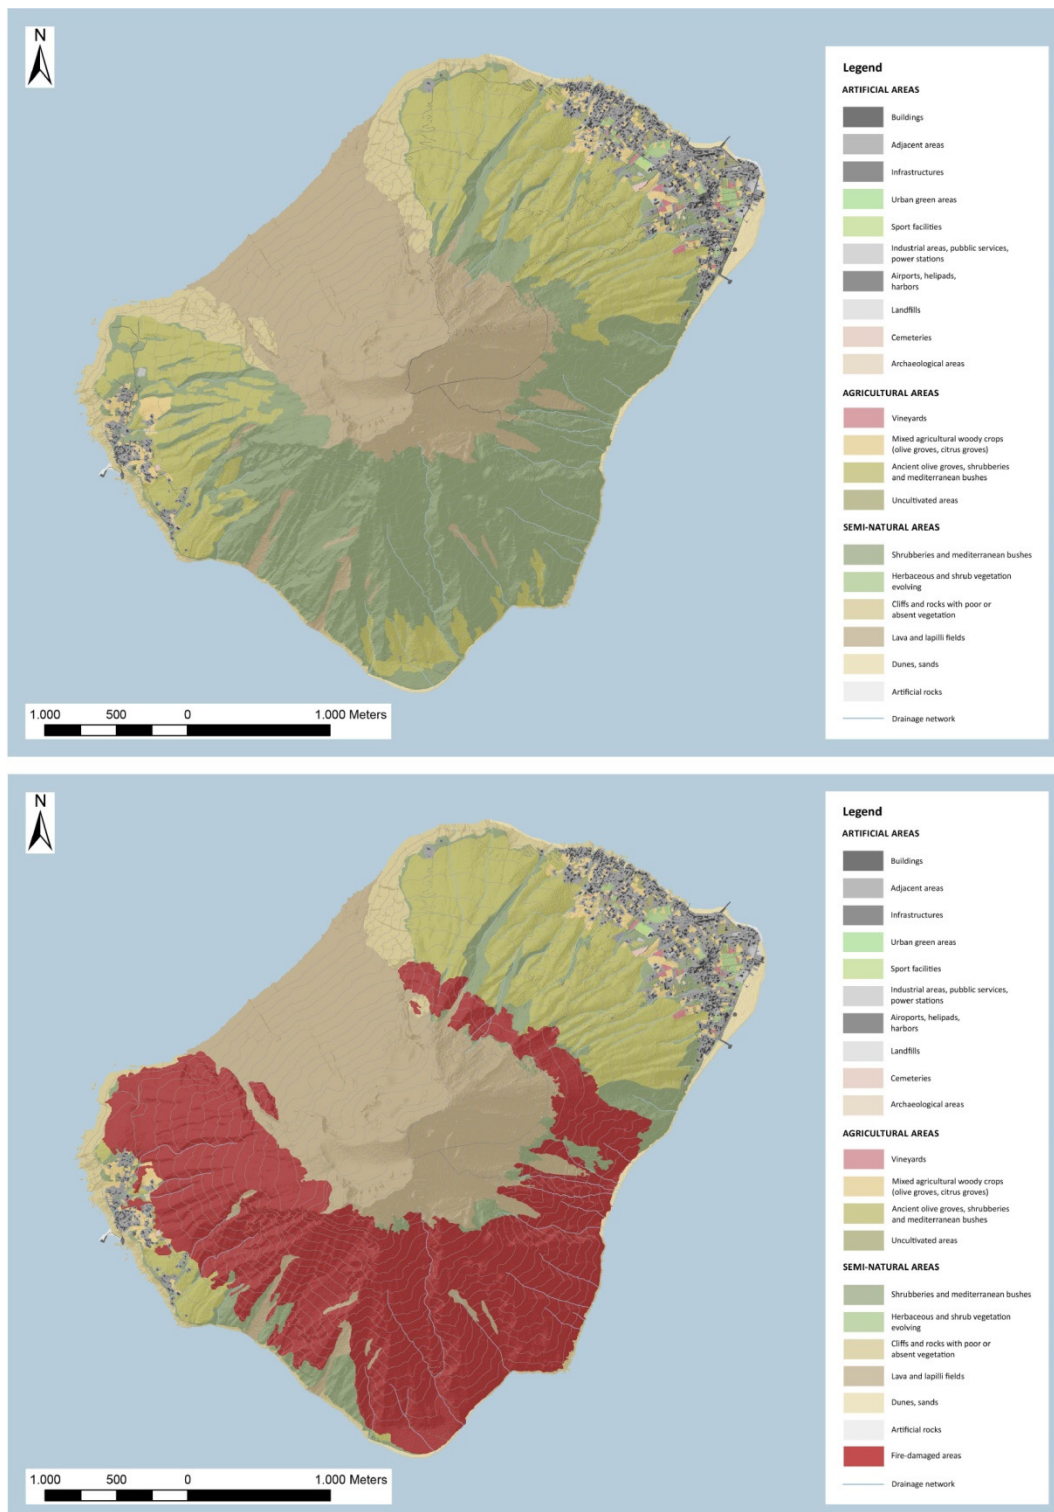 N
Legend
ARTIFICIAL AREAS
Buildings
Adjacent areas
Infrastructures
Urban green areas
Sport facilities
Industrial areas, pubblic services,
power stations
Airports, helipads,
harbors
Landfills
Cemeteries
Archaeological areas
AGRICULTURAL AREAS
Vineyards
Mixed agricultural woody crops
(olive groves, citrus groves)
Ancient olive groves, shrubberies
and mediterranean bushes
Uncultivated areas
SEMI-NATURAL AREAS
Shrubberies and mediterranean bushes
Herbaceous and shrub vegetation
evolving
Cliffs and rocks with poor or
absent vegetation
Lava and lapilli fields
Dunes, sands
Artificial rocks
Drainage network
1.000 500 0 1.000 Meters
N
Legend
ARTIFICIAL AREAS
Buildings
Adjacent areas
Infrastructures
Urban green areas
Sport facilities
Industrial areas, pubblic services,
power stations
Airoports, helipads,
harbors
Landfills
Cemeteries
Archaeological areas
AGRICULTURAL AREAS
Vineyards
Mixed agricultural woody crops
(olive groves, citrus groves)
Ancient olive groves, shrubberies
and mediterranean bushes
Uncultivated areas
SEMI-NATURAL AREAS
Shrubberies and mediterranean bushes
Herbaceous and shrub vegetation
evolving
Cliffs and rocks with poor or
absent vegetation
Lava and lapilli fields
Dunes, sands
Artificial rocks
Fire-damaged areas
Drainage network
1.000 500 0 1.000 Meters